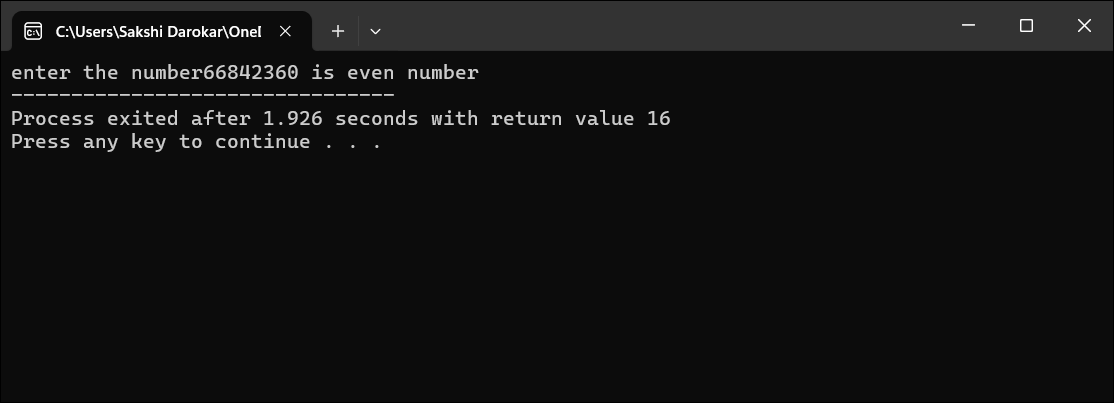 C:\Users\Sakshi Darokar\One
enter the number66842360 is even number
--------------------------------
Process exited after 1.926 seconds with return value 16
Press any key to continue . . .